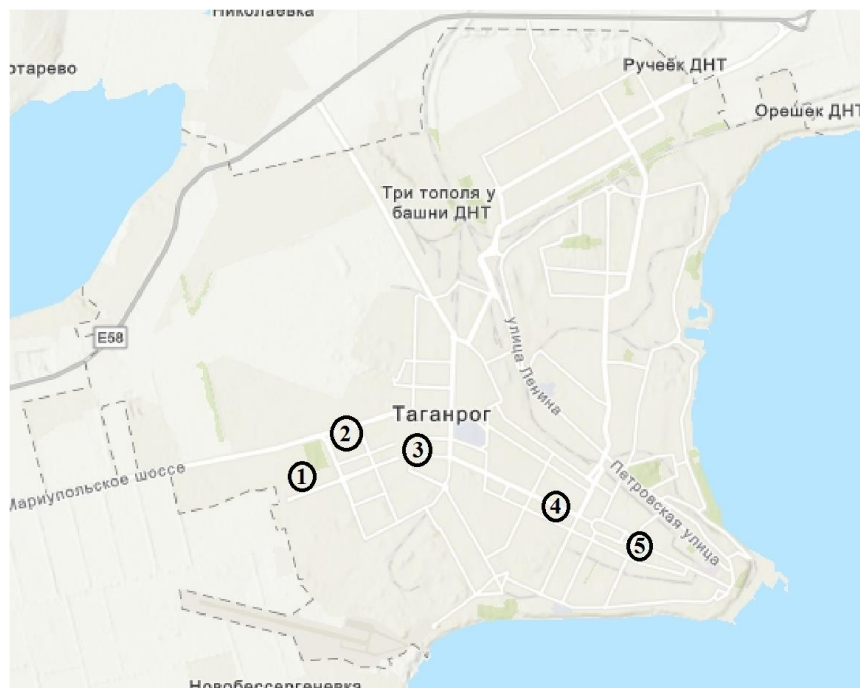 Николаевка
отарево
Ручеёк ДНТ
Орешек ДНТ
Три тополя у
башни ДНТ
E58
улица Ленина
Таганрог
2
3
1
Мариупольское шоссе
Петровская улица
4
5
Новобессергеневка